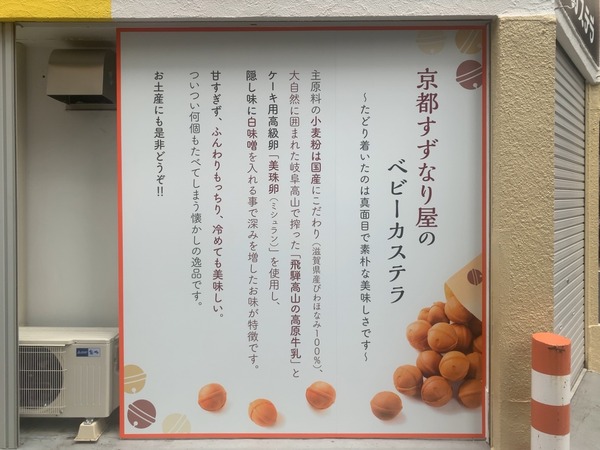 京都すずなり屋の
ベビーカステラ
～たどり着いたのは真面目で素朴な美味しさです～
主原料の小麦粉は国産にこだわり（滋賀県産びわほなみ100％）、
大自然に囲まれた岐阜高山で搾った「飛騨高山の高原牛乳」と
ケーキ用高級卵「美珠卵（ミシュラン）」を使用し、
隠し味に白味噌を入れる事で深みを増したお味が特徴です。
甘すぎず、ふんわりもっちり、冷めても美味しい。
ついつい何個もたべてしまう懐かしの逸品です。
お土産にも是非どうぞ!!